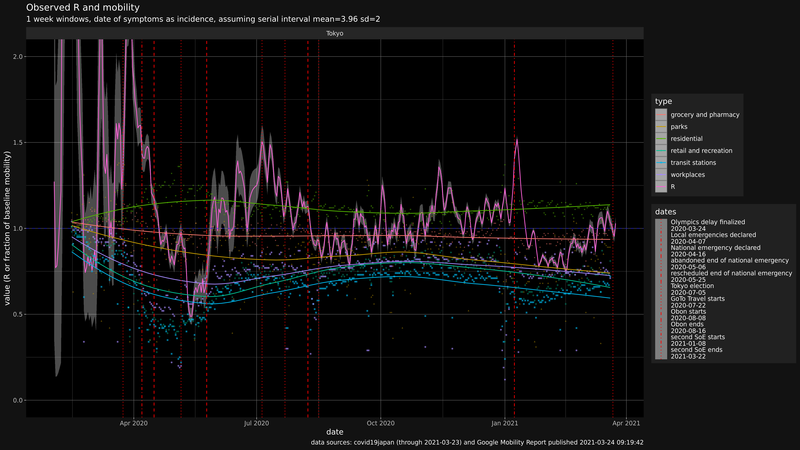 Observed R and mobility
1 week windows, date of symptoms as incidence, assuming serial interval mean=3.96 sd=2
Tokyo
2.0
1.5
1.0
0.5
0.0
value (R or fraction of baseline mobility)
Apr 2020
Jul 2020
Oct 2020
Jan 2021
Apr 2021
date
data sources: covid19japan (through 2021-03-23) and Google Mobility Report published 2021-03-24 09:19:42
type
grocery and pharmacy
parks
residential
retail and recreation
transit stations
workplaces
R
dates
Olympics delay finalized
2020-03-24
Local emergencies declared
2020-04-07
National emergency declared
2020-04-16
abandoned end of national emergency
2020-05-06
rescheduled end of national emergency
2020-05-25
Tokyo election
2020-07-05
GoTo Travel starts
2020-07-22
Obon starts
2020-08-08
Obon ends
2020-08-16
second SoE starts
2021-01-08
second SoE ends
2021-03-22